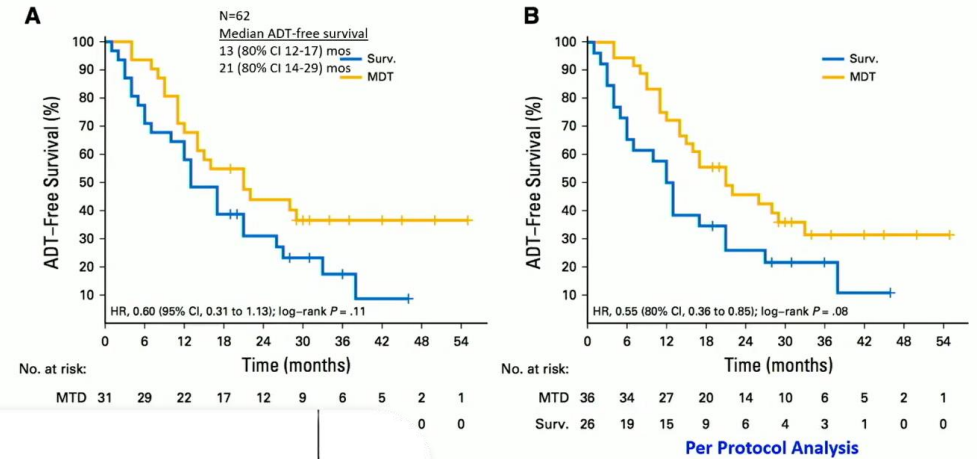 A
N=62
Median ADT-free survival
13 (80% CI 12-17) mos
21 (80% CI 14-29) mos
Surv.
MDT
ADT–Free Survival (%)
100
90
80
70
60
50
40
30
20
10
HR, 0.60 (95% CI, 0.31 to 1.13); log–rank P = .11
0 6 12 18 24 30 36 42 48 54
Time (months)
No. at risk:
MTD 31 29 22 17 12 9 6 5 2 1
0 0
B
Surv.
MDT
ADT–Free Survival (%)
100
90
80
70
60
50
40
30
20
10
HR, 0.55 (80% CI, 0.36 to 0.85); log–rank P = .08
0 6 12 18 24 30 36 42 48 54
Time (months)
No. at risk:
MTD 36 34 27 20 14 10 6 5 2 1
Surv. 26 19 15 9 6 4 3 1 0 0
Per Protocol Analysis